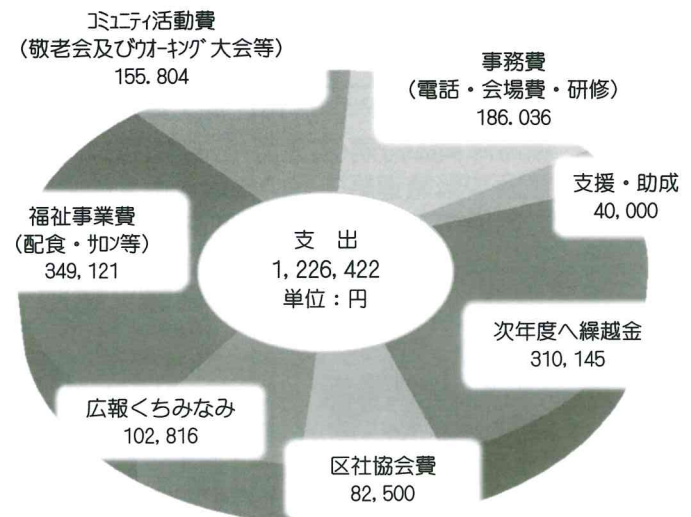 コミュニティ活動費
(敬老会及びウオーキング大会等)
155.804
事務費
(電話・会場費・研修)
186.036
支援・助成
40,000
福祉事業費
(配食・サロン等)
349,121
支 出
1,226,422
単位：円
次年度へ繰越金
310,145
広報くちみなみ
102,816
区社協会費
82,500